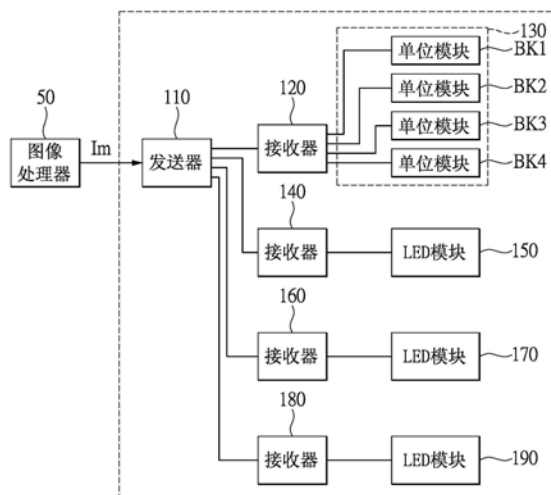 130
单位模块 BK1
50 110 120 单位模块 BK2
图像处理器 Im 发送器 接收器 单位模块 BK3
单位模块 BK4
140
接收器 LED模块 150
160
接收器 LED模块 170
180
接收器 LED模块 190